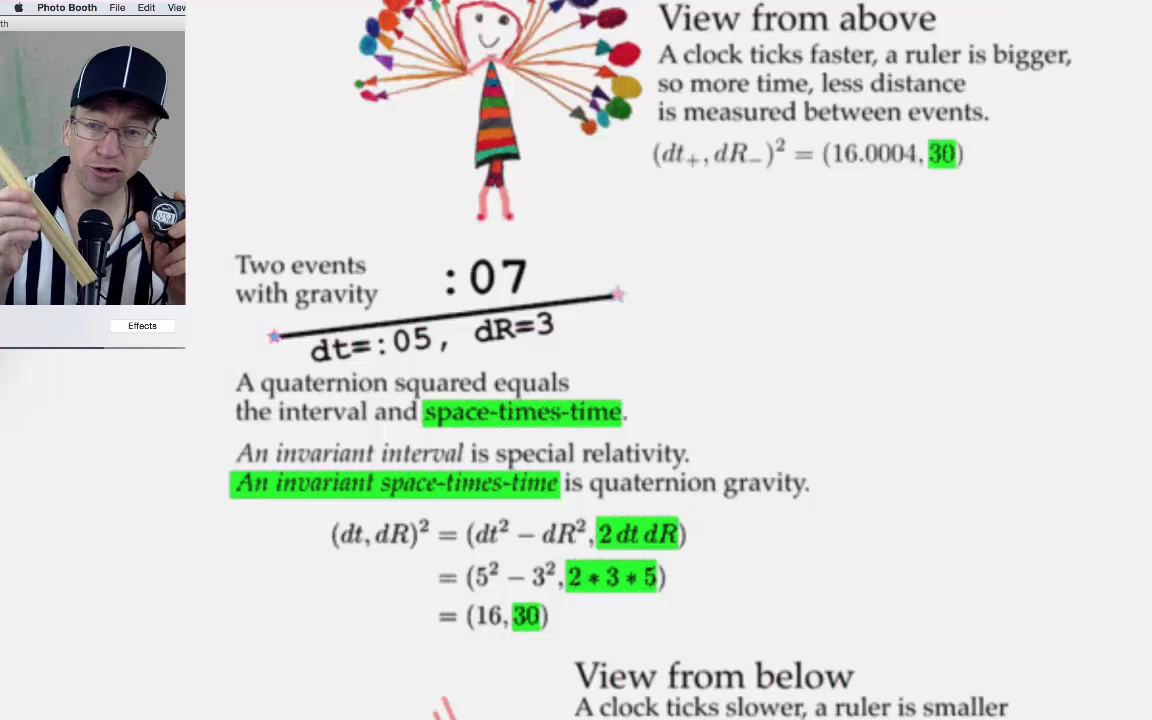 Photo Booth File Edit View
th
Effects
View from above
A clock ticks faster, a ruler is bigger,
so more time, less distance
is measured between events.
(dt₊, dR₋)² = (16.0004, 30)
Two events
with gravity
:07
dt=:05, dR=3
A quaternion squared equals
the interval and space-times-time.
An invariant interval is special relativity.
An invariant space-times-time is quaternion gravity.
(dt, dR)² = (dt² − dR², 2 dt dR)
= (5² − 3², 2 * 3 * 5)
= (16, 30)
View from below
A clock ticks slower, a ruler is smaller